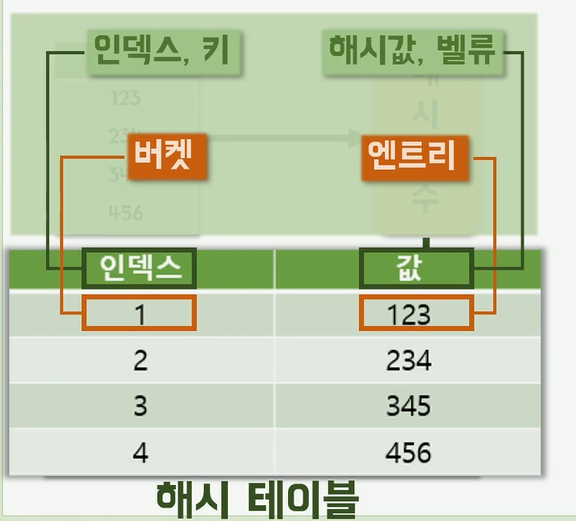 인덱스, 키 해시값, 벨류
123
버켓 엔트리
456
인덱스 값
1 123
2 234
3 345
4 456
해시 테이블